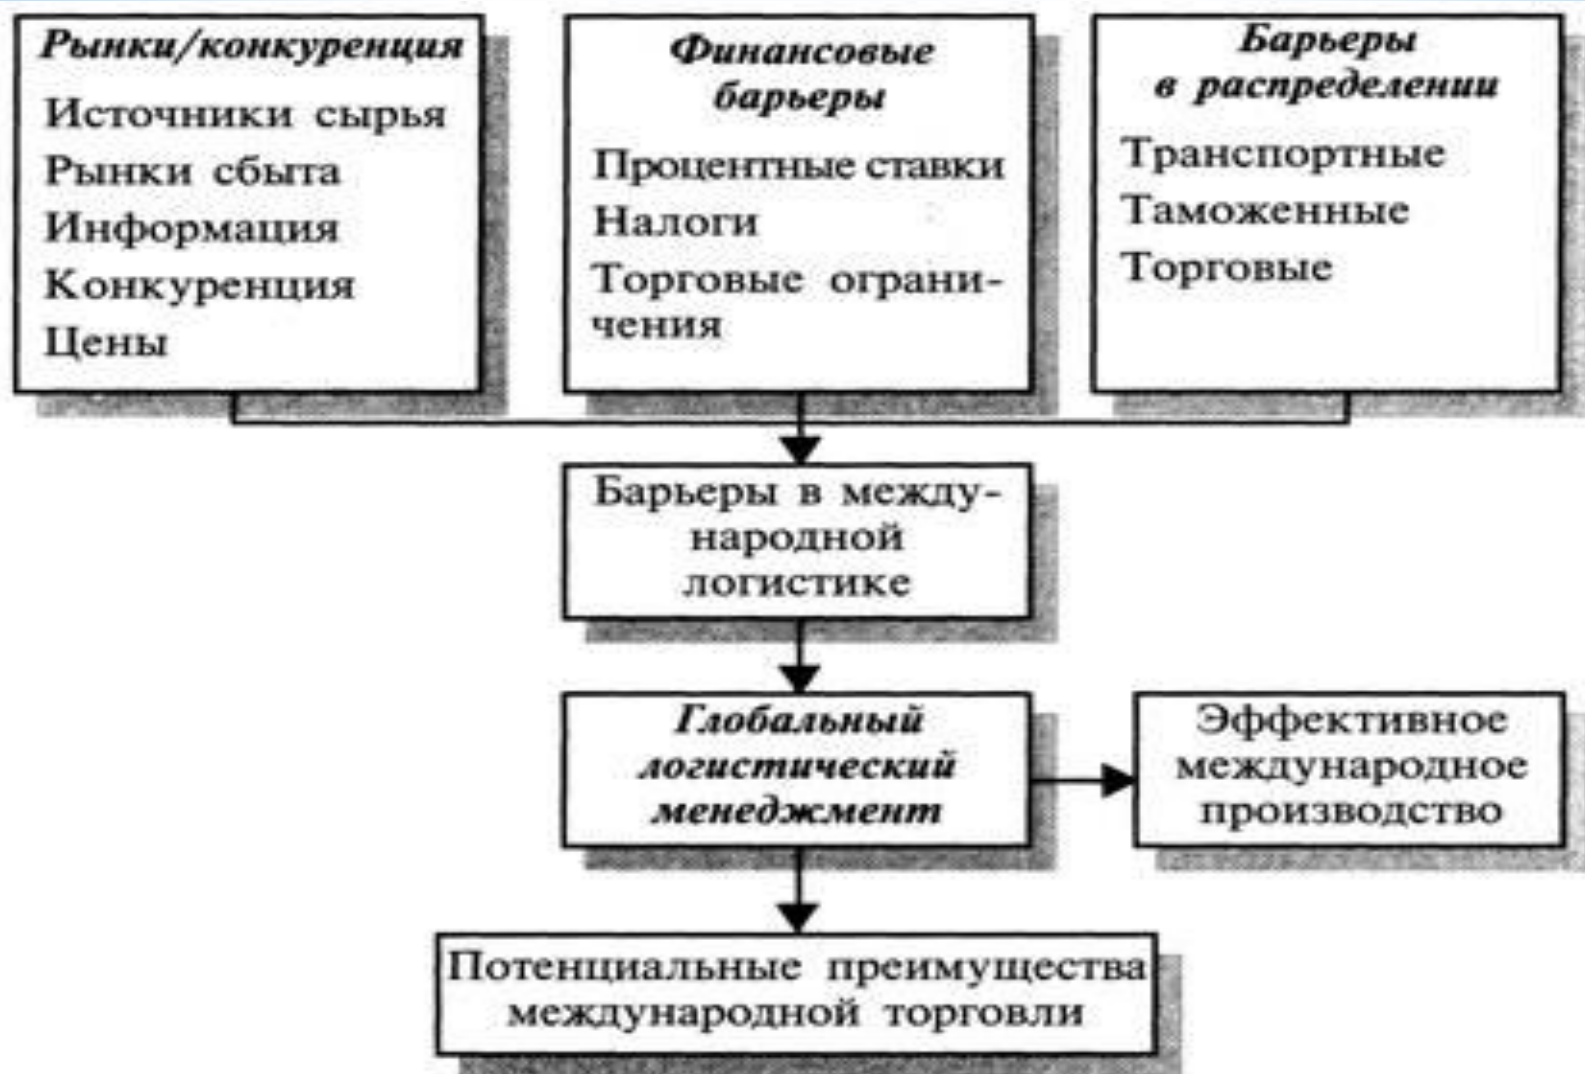 Рынки/конкуренция
Источники сырья
Рынки сбыта
Информация
Конкуренция
Цены
Финансовые
барьеры
Процентные ставки
Налоги
Торговые ограни-
чения
Барьеры
в распределении
Транспортные
Таможенные
Торговые
Барьеры в между-
народной
логистике
Глобальный
логистический
менеджмент
Эффективное
международное
производство
Потенциальные преимущества
международной торговли